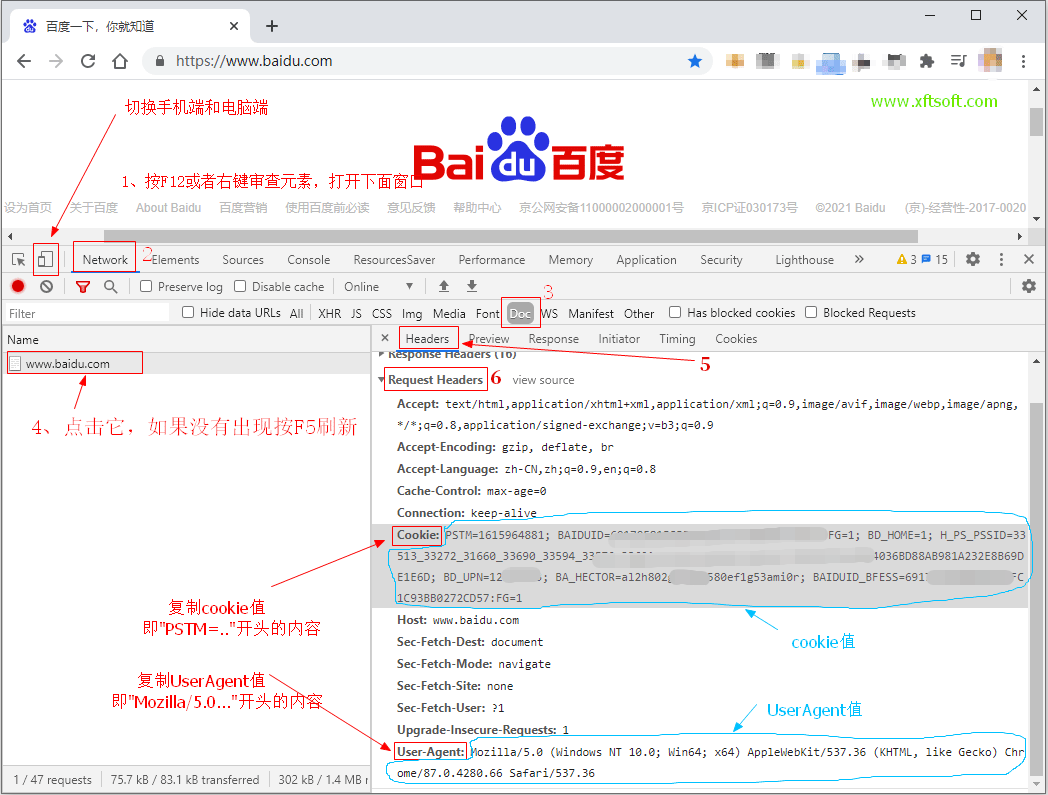 百度一下，你就知道
https://www.baidu.com
切换手机端和电脑端
www.xftsoft.com
Bai du 百度
1、按F12或者右键审查元素，打开下面窗口
设为首页 关于百度 About Baidu 百度营销 使用百度前必读 意见反馈 帮助中心 京公网安备11000002000001号 京ICP证030173号 ©2021 Baidu (京)-经营性-2017-0020
Network 2 Elements Sources Console ResourcesSaver Performance Memory Application Security Lighthouse » 3 15
Preserve log Disable cache Online
3
Filter Hide data URLs All XHR JS CSS Img Media Font Doc WS Manifest Other Has blocked cookies Blocked Requests
Name
Headers Preview Response Initiator Timing Cookies
www.baidu.com
Response Headers (16)
5
Request Headers 6 view source
Accept: text/html,application/xhtml+xml,application/xml;q=0.9,image/avif,image/webp,image/apng,
*/*;q=0.8,application/signed-exchange;v=b3;q=0.9
4、点击它，如果没有出现按F5刷新
Accept-Encoding: gzip, deflate, br
Accept-Language: zh-CN,zh;q=0.9,en;q=0.8
Cache-Control: max-age=0
Connection: keep-alive
Cookie: PSTM=1615964881; BAIDUID= FG=1; BD_HOME=1; H_PS_PSSID=33
513_33272_31660_33690_33594_ 4036BD88AB981A232E8B69D
E1E6D; BD_UPN=12 ; BA_HECTOR=a12h802g 580ef1g53ami0r; BAIDUID_BFESS=6917 FC
1C93BB0272CD57:FG=1
复制cookie值
即"PSTM=.."开头的内容
Host: www.baidu.com
Sec-Fetch-Dest: document
cookie值
Sec-Fetch-Mode: navigate
Sec-Fetch-Site: none
复制UserAgent值
即"Mozilla/5.0..."开头的内容
Sec-Fetch-User: ?1
UserAgent值
Upgrade-Insecure-Requests: 1
User-Agent: Mozilla/5.0 (Windows NT 10.0; Win64; x64) AppleWebKit/537.36 (KHTML, like Gecko) Chr
ome/87.0.4280.66 Safari/537.36
1 / 47 requests 75.7 kB / 83.1 kB transferred 302 kB / 1.4 MB r